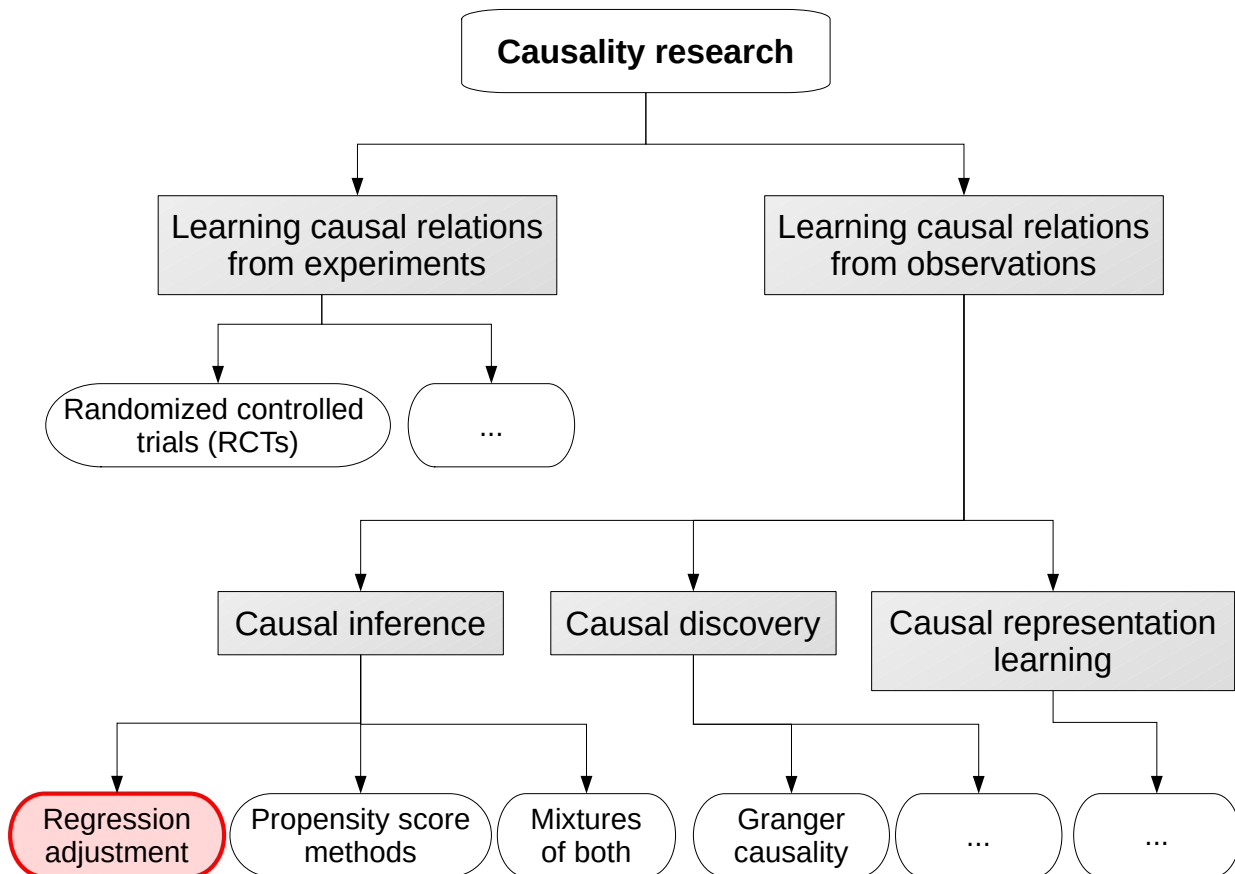 Causality research
Learning causal relations
from experiments
Learning causal relations
from observations
Randomized controlled
trials (RCTs)
...
Causal inference
Causal discovery
Causal representation
learning
Regression
adjustment
Propensity score
methods
Mixtures
of both
Granger
causality
...
...